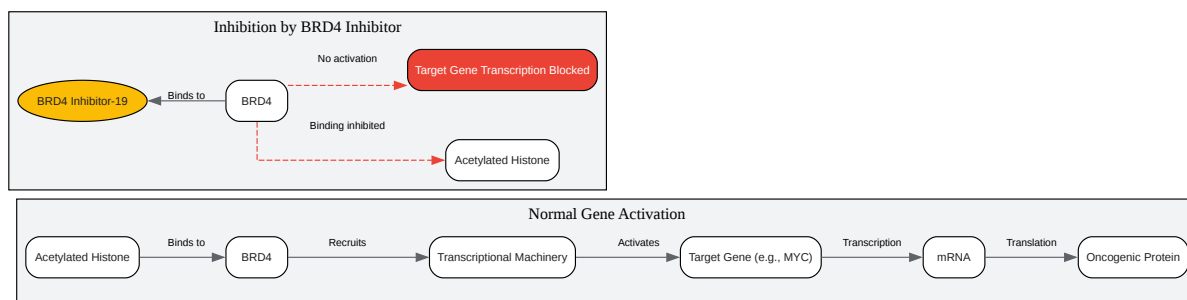 Inhibition by BRD4 Inhibitor
No activation
Target Gene Transcription Blocked
BRD4 Inhibitor-19
Binds to
BRD4
Binding inhibited
Acetylated Histone
Normal Gene Activation
Acetylated Histone
Binds to
BRD4
Recruits
Transcriptional Machinery
Activates
Target Gene (e.g., MYC)
Transcription
mRNA
Translation
Oncogenic Protein